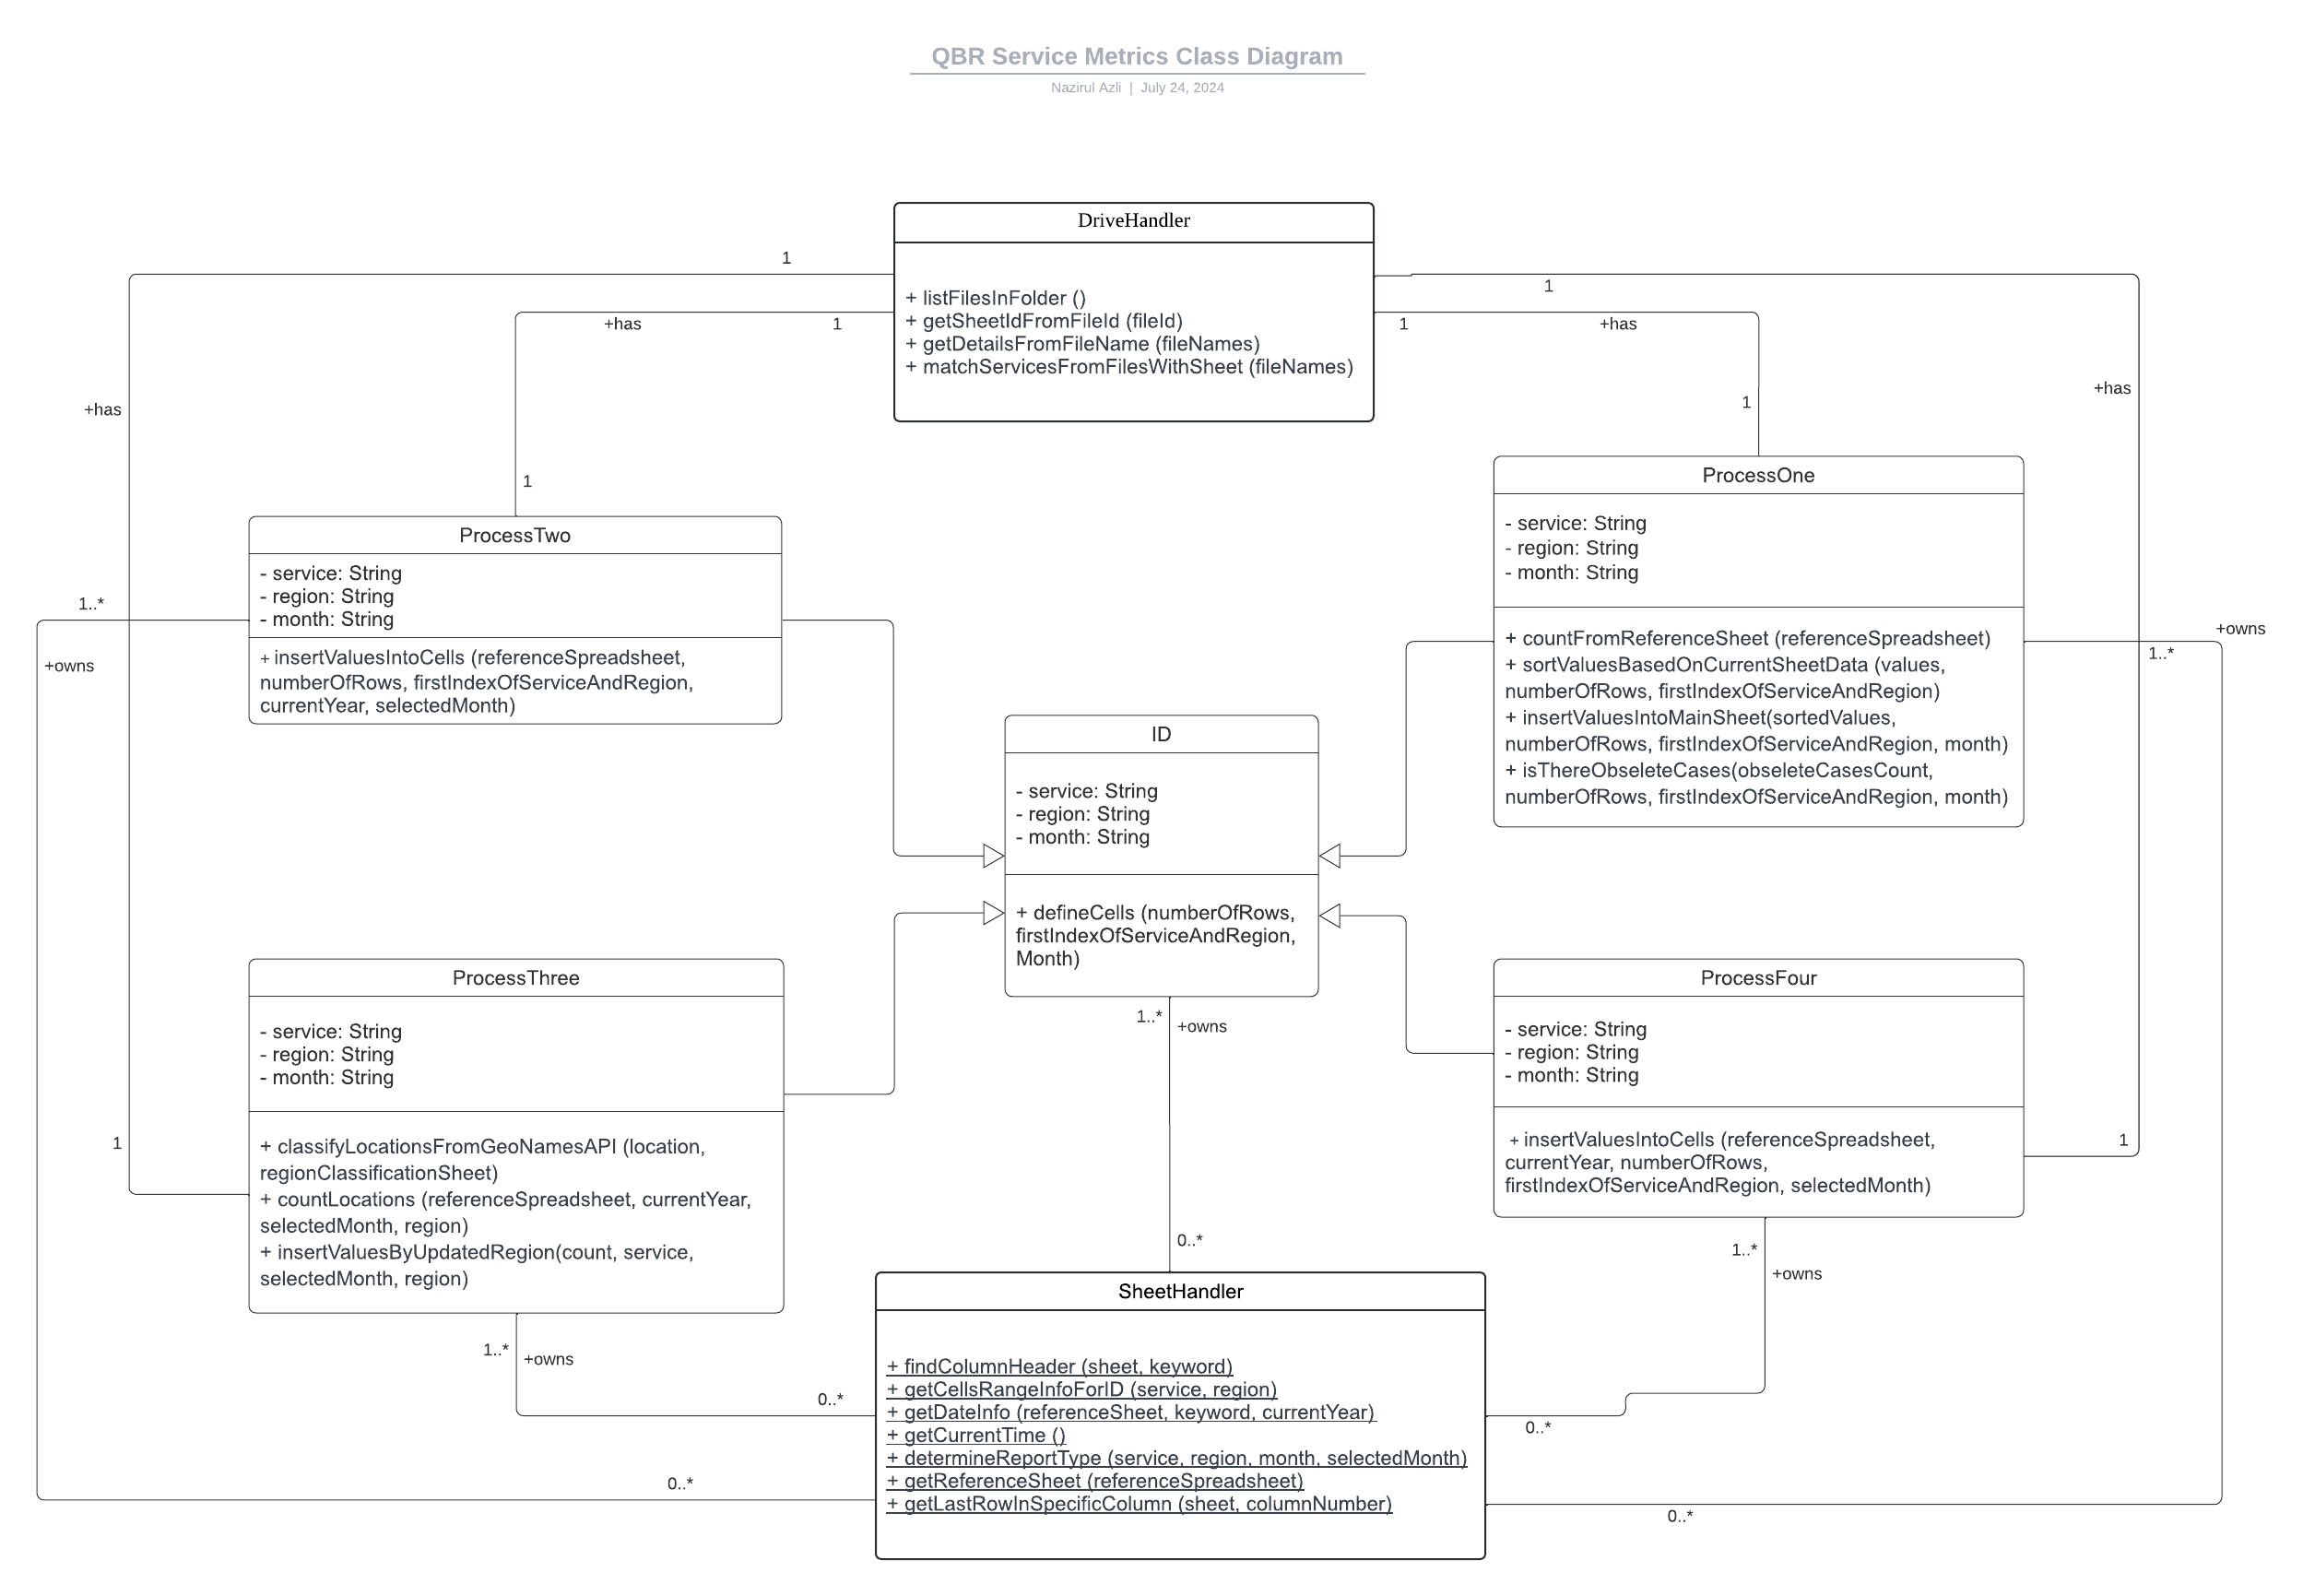 QBR Service Metrics Class Diagram
Nazirul Azli | July 24, 2024
DriveHandler
+ listFilesInFolder ()
+ getSheetIdFromFileId (fileId)
+ getDetailsFromFileName (fileNames)
+ matchServicesFromFilesWithSheet (fileNames)
1
1
+has
1
1
+has
+has
+has
1
1
ProcessOne
- service: String
- region: String
- month: String
+ countFromReferenceSheet (referenceSpreadsheet)
+ sortValuesBasedOnCurrentSheetData (values,
numberOfRows, firstIndexOfServiceAndRegion)
+ insertValuesIntoMainSheet(sortedValues,
numberOfRows, firstIndexOfServiceAndRegion, month)
+ isThereObseleteCases(obseleteCasesCount,
numberOfRows, firstIndexOfServiceAndRegion, month)
ProcessTwo
- service: String
- region: String
- month: String
+ insertValuesIntoCells (referenceSpreadsheet,
numberOfRows, firstIndexOfServiceAndRegion,
currentYear, selectedMonth)
1..*
+owns
+owns
1..*
ID
- service: String
- region: String
- month: String
+ defineCells (numberOfRows,
firstIndexOfServiceAndRegion,
Month)
ProcessThree
- service: String
- region: String
- month: String
+ classifyLocationsFromGeoNamesAPI (location,
regionClassificationSheet)
+ countLocations (referenceSpreadsheet, currentYear,
selectedMonth, region)
+ insertValuesByUpdatedRegion(count, service,
selectedMonth, region)
ProcessFour
- service: String
- region: String
- month: String
+ insertValuesIntoCells (referenceSpreadsheet,
currentYear, numberOfRows,
firstIndexOfServiceAndRegion, selectedMonth)
1
1
1..*
+owns
0..*
1..*
+owns
1..*
+owns
0..*
0..*
0..*
0..*
SheetHandler
+ findColumnHeader (sheet, keyword)
+ getCellsRangeInfoForID (service, region)
+ getDateInfo (referenceSheet, keyword, currentYear)
+ getCurrentTime ()
+ determineReportType (service, region, month, selectedMonth)
+ getReferenceSheet (referenceSpreadsheet)
+ getLastRowInSpecificColumn (sheet, columnNumber)